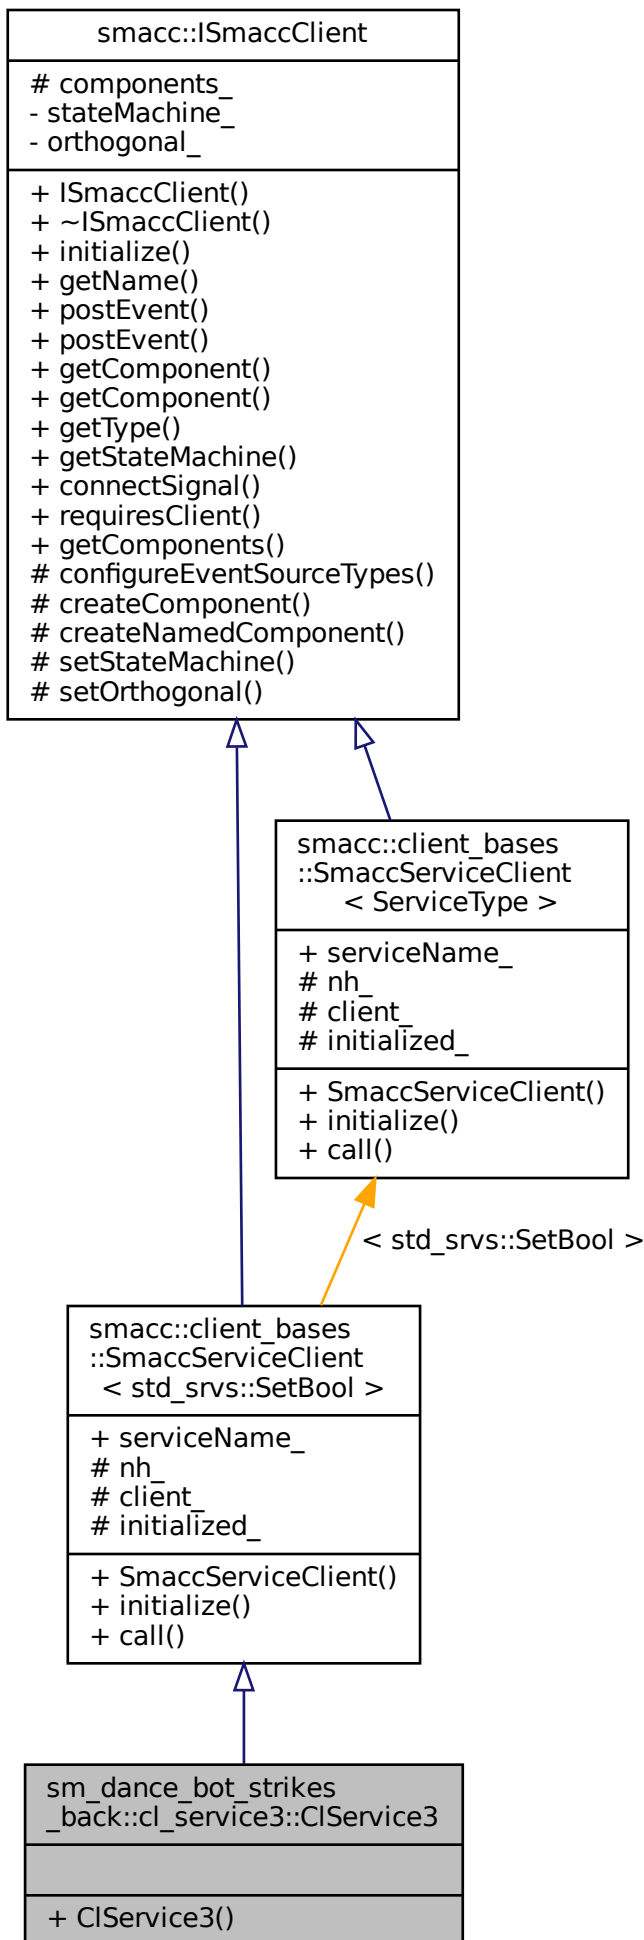 smacc::ISmaccClient
# components_
- stateMachine_
- orthogonal_
+ ISmaccClient()
+ ~ISmaccClient()
+ initialize()
+ getName()
+ postEvent()
+ postEvent()
+ getComponent()
+ getComponent()
+ getType()
+ getStateMachine()
+ connectSignal()
+ requiresClient()
+ getComponents()
# configureEventSourceTypes()
# createComponent()
# createNamedComponent()
# setStateMachine()
# setOrthogonal()
smacc::client_bases
::SmaccServiceClient
< ServiceType >
+ serviceName_
# nh_
# client_
# initialized_
+ SmaccServiceClient()
+ initialize()
+ call()
< std_srvs::SetBool >
smacc::client_bases
::SmaccServiceClient
< std_srvs::SetBool >
+ serviceName_
# nh_
# client_
# initialized_
+ SmaccServiceClient()
+ initialize()
+ call()
sm_dance_bot_strikes
_back::cl_service3::ClService3
+ ClService3()